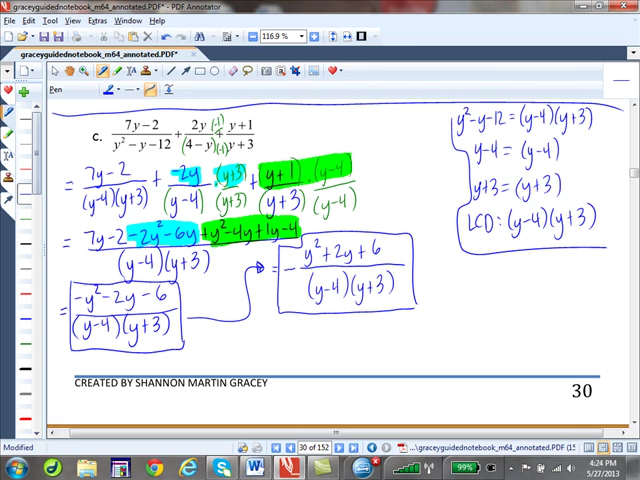 graceyguidednotebook_m64_annotated.PDF* - PDF Annotator
File Edit View Tool Document Extras Window Help
116.9 %
graceyguidednotebook_m64_annotated.PDF*
Pen
c. (7y - 2)/(y² - y - 12) + 2y (-1)/(4 - y)(-1) + (y + 1)/(y + 3)
= (7y-2)/((y-4)(y+3)) + -2y/(y-4) · (y+3)/(y+3) + (y+1)/(y+3) · (y-4)/(y-4)
= (7y-2-2y²-6y+y²-4y+1y-4)/((y-4)(y+3))
= (-y²-2y-6)/((y-4)(y+3))
= - (y²+2y+6)/((y-4)(y+3))
y²-y-12 = (y-4)(y+3)
y-4 = (y-4)
y+3 = (y+3)
LCD: (y-4)(y+3)
CREATED BY SHANNON MARTIN GRACEY
30
Modified
30 of 152
graceyguidednotebook_m64_annotated.PDF* (15
99%
4:24 PM
5/27/2013